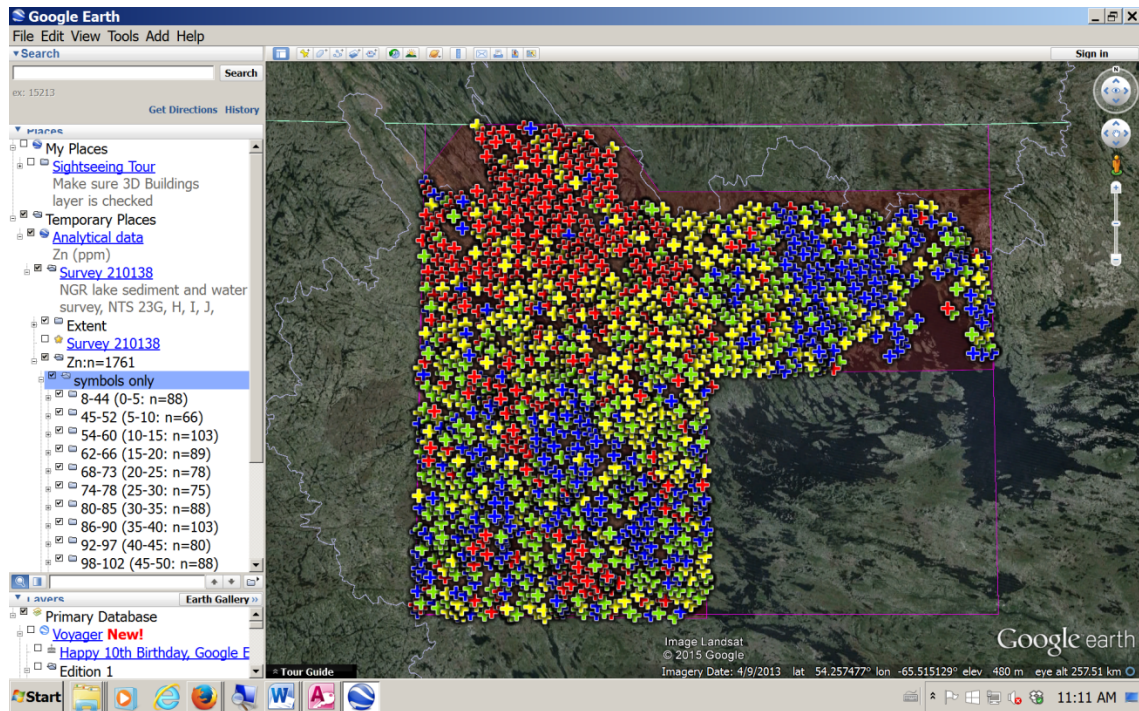 Google Earth
File Edit View Tools Add Help
Search
Sign in
Search
ex: 15213
Get Directions History
Places
My Places
Sightseeing Tour
Make sure 3D Buildings
layer is checked
Temporary Places
Analytical data
Zn (ppm)
Survey 210138
NGR lake sediment and water
survey, NTS 23G, H, I, J,
Extent
Survey 210138
Zn:n=1761
symbols only
8-44 (0-5: n=88)
45-52 (5-10: n=66)
54-60 (10-15: n=103)
62-66 (15-20: n=89)
68-73 (20-25: n=78)
74-78 (25-30: n=75)
80-85 (30-35: n=88)
86-90 (35-40: n=103)
92-97 (40-45: n=80)
98-102 (45-50: n=88)
Layers
Earth Gallery »
Primary Database
Voyager New!
Happy 10th Birthday, Google E
Edition 1
N
Image Landsat
© 2015 Google
Google earth
Tour Guide
Imagery Date: 4/9/2013 lat 54.257477° lon -65.515129° elev 480 m eye alt 257.51 km
Start
11:11 AM